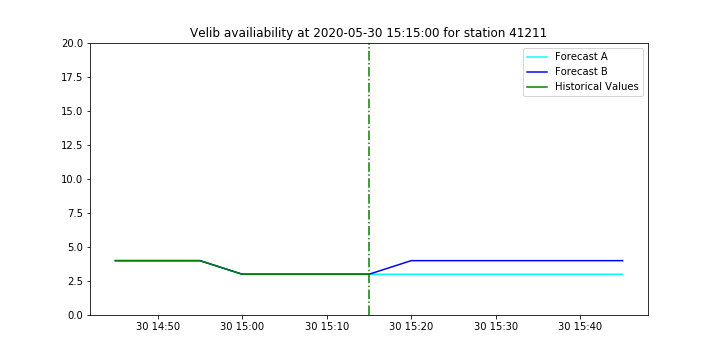 Velib availiability at 2020-05-30 15:15:00 for station 41211
Forecast A
Forecast B
Historical Values
20.0
17.5
15.0
12.5
10.0
7.5
5.0
2.5
0.0
30 14:50 30 15:00 30 15:10 30 15:20 30 15:30 30 15:40